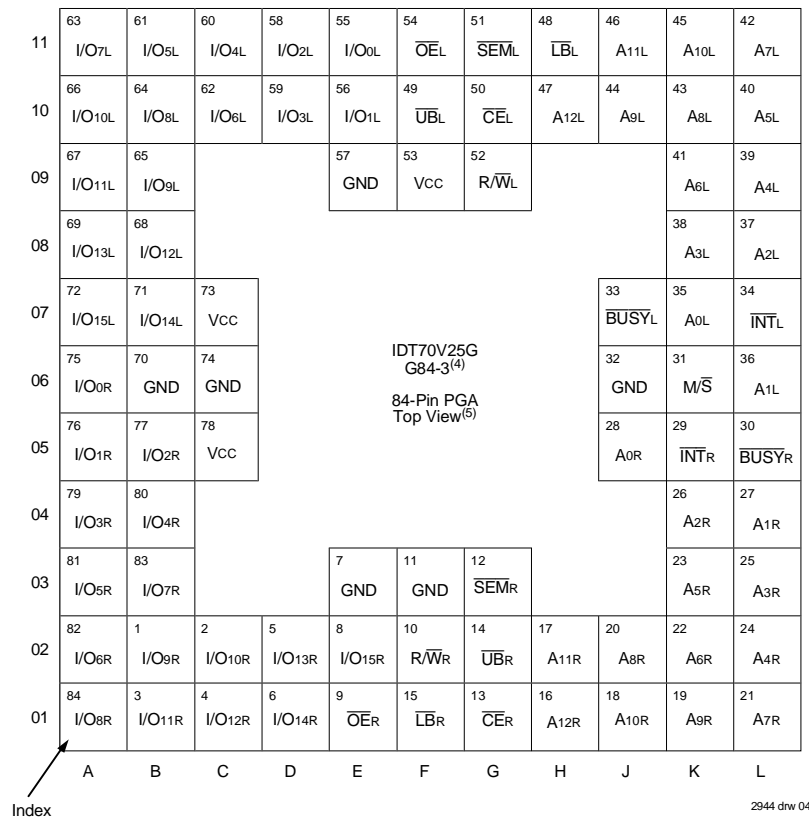 63 61 60 58 55 54 51 48 46 45 42
11 I/O7L I/O5L I/O4L I/O2L I/O0L OEL SEML LBL A11L A10L A7L
66 64 62 59 56 49 50 47 44 43 40
10 I/O10L I/O8L I/O6L I/O3L I/O1L UBL CEL A12L A9L A8L A5L
67 65 57 53 52 41 39
09 I/O11L I/O9L GND VCC R/WL A6L A4L
69 68 38 37
08 I/O13L I/O12L A3L A2L
72 71 73 33 35 34
07 I/O15L I/O14L VCC BUSYL A0L INTL
IDT70V25G
G84-3(4)
75 70 74 32 31 36
06 I/O0R GND GND GND M/S A1L
84-Pin PGA
Top View(5)
76 77 78 28 29 30
05 I/O1R I/O2R VCC A0R INTR BUSYR
79 80 26 27
04 I/O3R I/O4R A2R A1R
81 83 7 11 12 23 25
03 I/O5R I/O7R GND GND SEMR A5R A3R
82 1 2 5 8 10 14 17 20 22 24
02 I/O6R I/O9R I/O10R I/O13R I/O15R R/WR UBR A11R A8R A6R A4R
84 3 4 6 9 15 13 16 18 19 21
01 I/O8R I/O11R I/O12R I/O14R OER LBR CER A12R A10R A9R A7R
A B C D E F G H J K L
Index
2944 drw 04